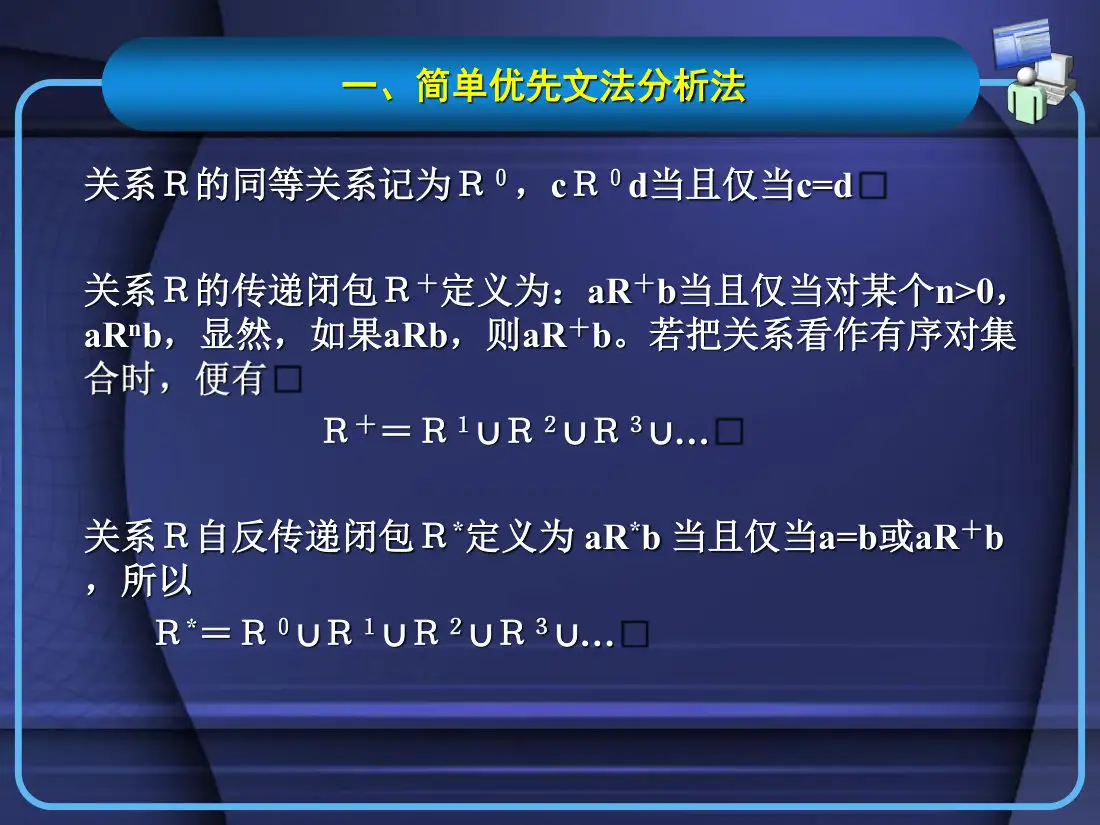 一、简单优先文法分析法
关系Ｒ的同等关系记为Ｒ⁰，cＲ⁰d当且仅当c=d□
关系Ｒ的传递闭包Ｒ⁺定义为：aR⁺b当且仅当对某个n>0，
aRⁿb，显然，如果aRb，则aR⁺b。若把关系看作有序对集
合时，便有□
Ｒ⁺＝Ｒ¹∪Ｒ²∪Ｒ³∪…□
关系Ｒ自反传递闭包Ｒ*定义为 aR*b 当且仅当a=b或aR⁺b
，所以
Ｒ*＝Ｒ⁰∪Ｒ¹∪Ｒ²∪Ｒ³∪…□